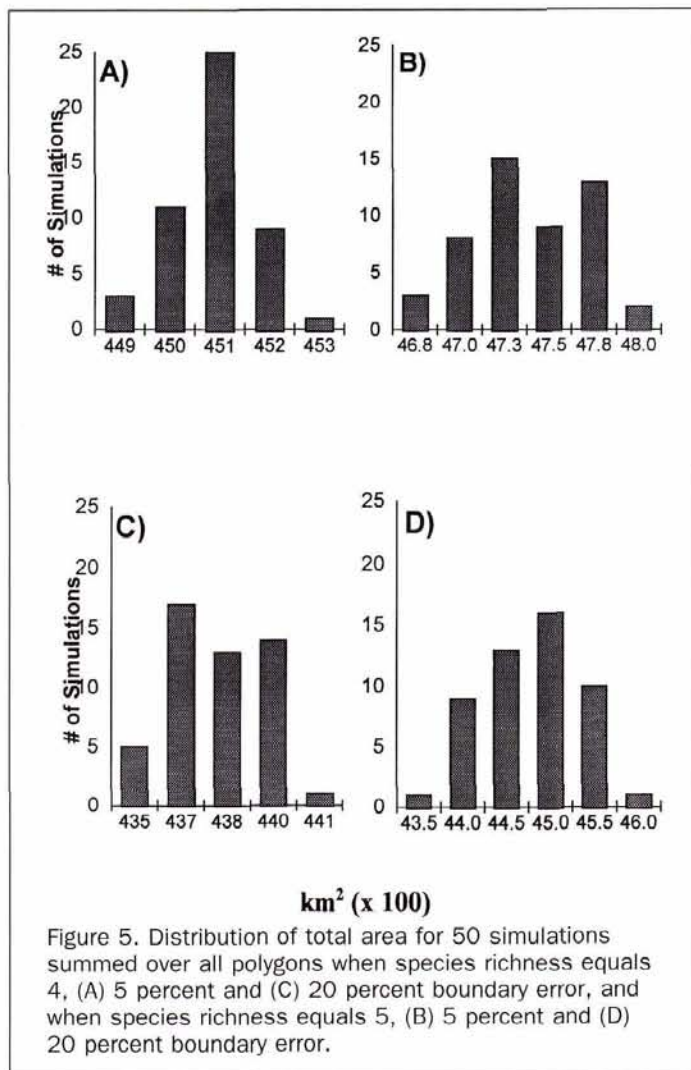 A)
# of Simulations
25
20
15
10
5
0
449 450 451 452 453
B)
25
20
15
10
5
0
46.8 47.0 47.3 47.5 47.8 48.0
C)
# of Simulations
25
20
15
10
5
0
435 437 438 440 441
D)
25
20
15
10
5
0
43.5 44.0 44.5 45.0 45.5 46.0
km² (x 100)
Figure 5. Distribution of total area for 50 simulations
summed over all polygons when species richness equals
4, (A) 5 percent and (C) 20 percent boundary error, and
when species richness equals 5, (B) 5 percent and (D)
20 percent boundary error.